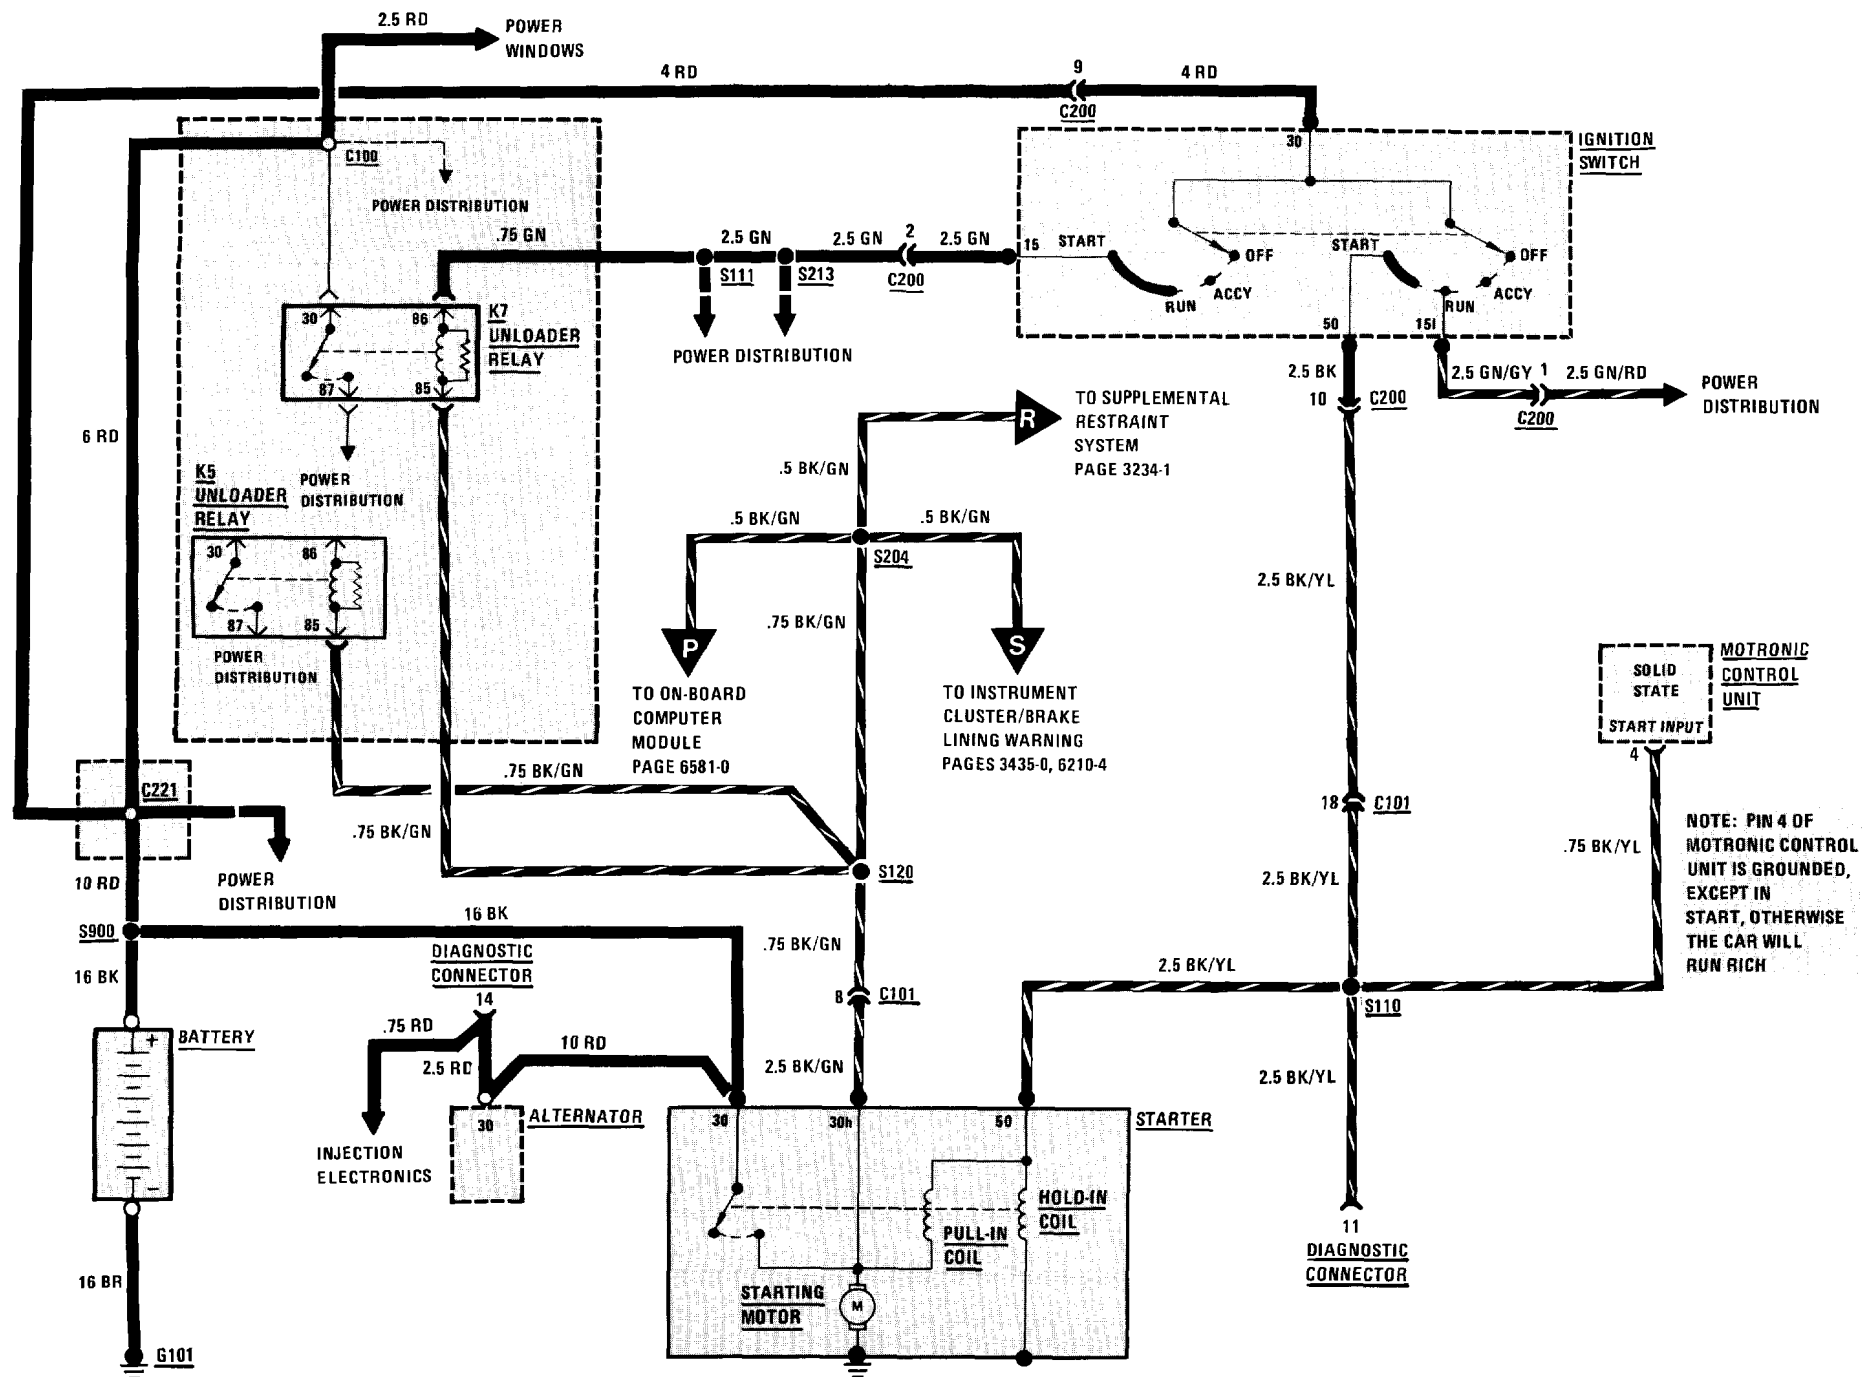 2.5 RD
POWER
WINDOWS
4 RD
9
4 RD
C200
C100
POWER DISTRIBUTION
30
IGNITION
SWITCH
.75 GN
2.5 GN
2.5 GN
2
2.5 GN
S111
S213
C200
15
START
OFF
RUN
ACCY
START
OFF
RUN
ACCY
50
15I
POWER DISTRIBUTION
30
86
87
85
K7
UNLOADER
RELAY
2.5 BK
10
C200
2.5 GN/GY
1
2.5 GN/RD
C200
POWER
DISTRIBUTION
R
TO SUPPLEMENTAL
RESTRAINT
SYSTEM
PAGE 3234-1
6 RD
POWER
DISTRIBUTION
K5
UNLOADER
RELAY
30
86
87
85
POWER
DISTRIBUTION
.5 BK/GN
.5 BK/GN
.5 BK/GN
S204
.75 BK/GN
P
TO ON-BOARD
COMPUTER
MODULE
PAGE 6581-0
S
TO INSTRUMENT
CLUSTER/BRAKE
LINING WARNING
PAGES 3435-0, 6210-4
2.5 BK/YL
SOLID
STATE
START INPUT
MOTRONIC
CONTROL
UNIT
4
C221
.75 BK/GN
.75 BK/GN
18
C101
.75 BK/YL
NOTE: PIN 4 OF
MOTRONIC CONTROL
UNIT IS GROUNDED,
EXCEPT IN
START, OTHERWISE
THE CAR WILL
RUN RICH
10 RD
POWER
DISTRIBUTION
S120
2.5 BK/YL
S900
16 BK
.75 BK/GN
16 BK
DIAGNOSTIC
CONNECTOR
14
8
C101
2.5 BK/YL
S110
BATTERY
+
−
.75 RD
2.5 RD
10 RD
2.5 BK/GN
2.5 BK/YL
30
ALTERNATOR
INJECTION
ELECTRONICS
30
30h
50
STARTER
HOLD-IN
COIL
PULL-IN
COIL
STARTING
MOTOR
M
11
DIAGNOSTIC
CONNECTOR
16 BR
G101